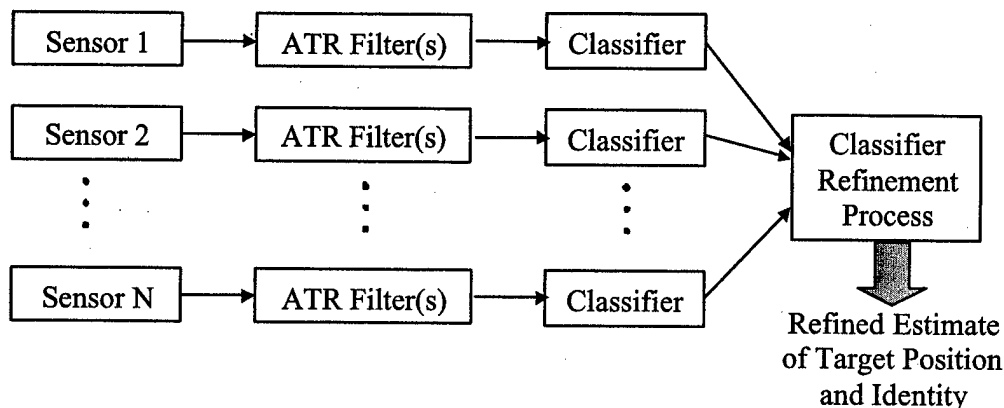 Sensor 1
ATR Filter(s)
Classifier
Sensor 2
ATR Filter(s)
Classifier
Classifier
Refinement
Process
Sensor N
ATR Filter(s)
Classifier
Refined Estimate
of Target Position
and Identity